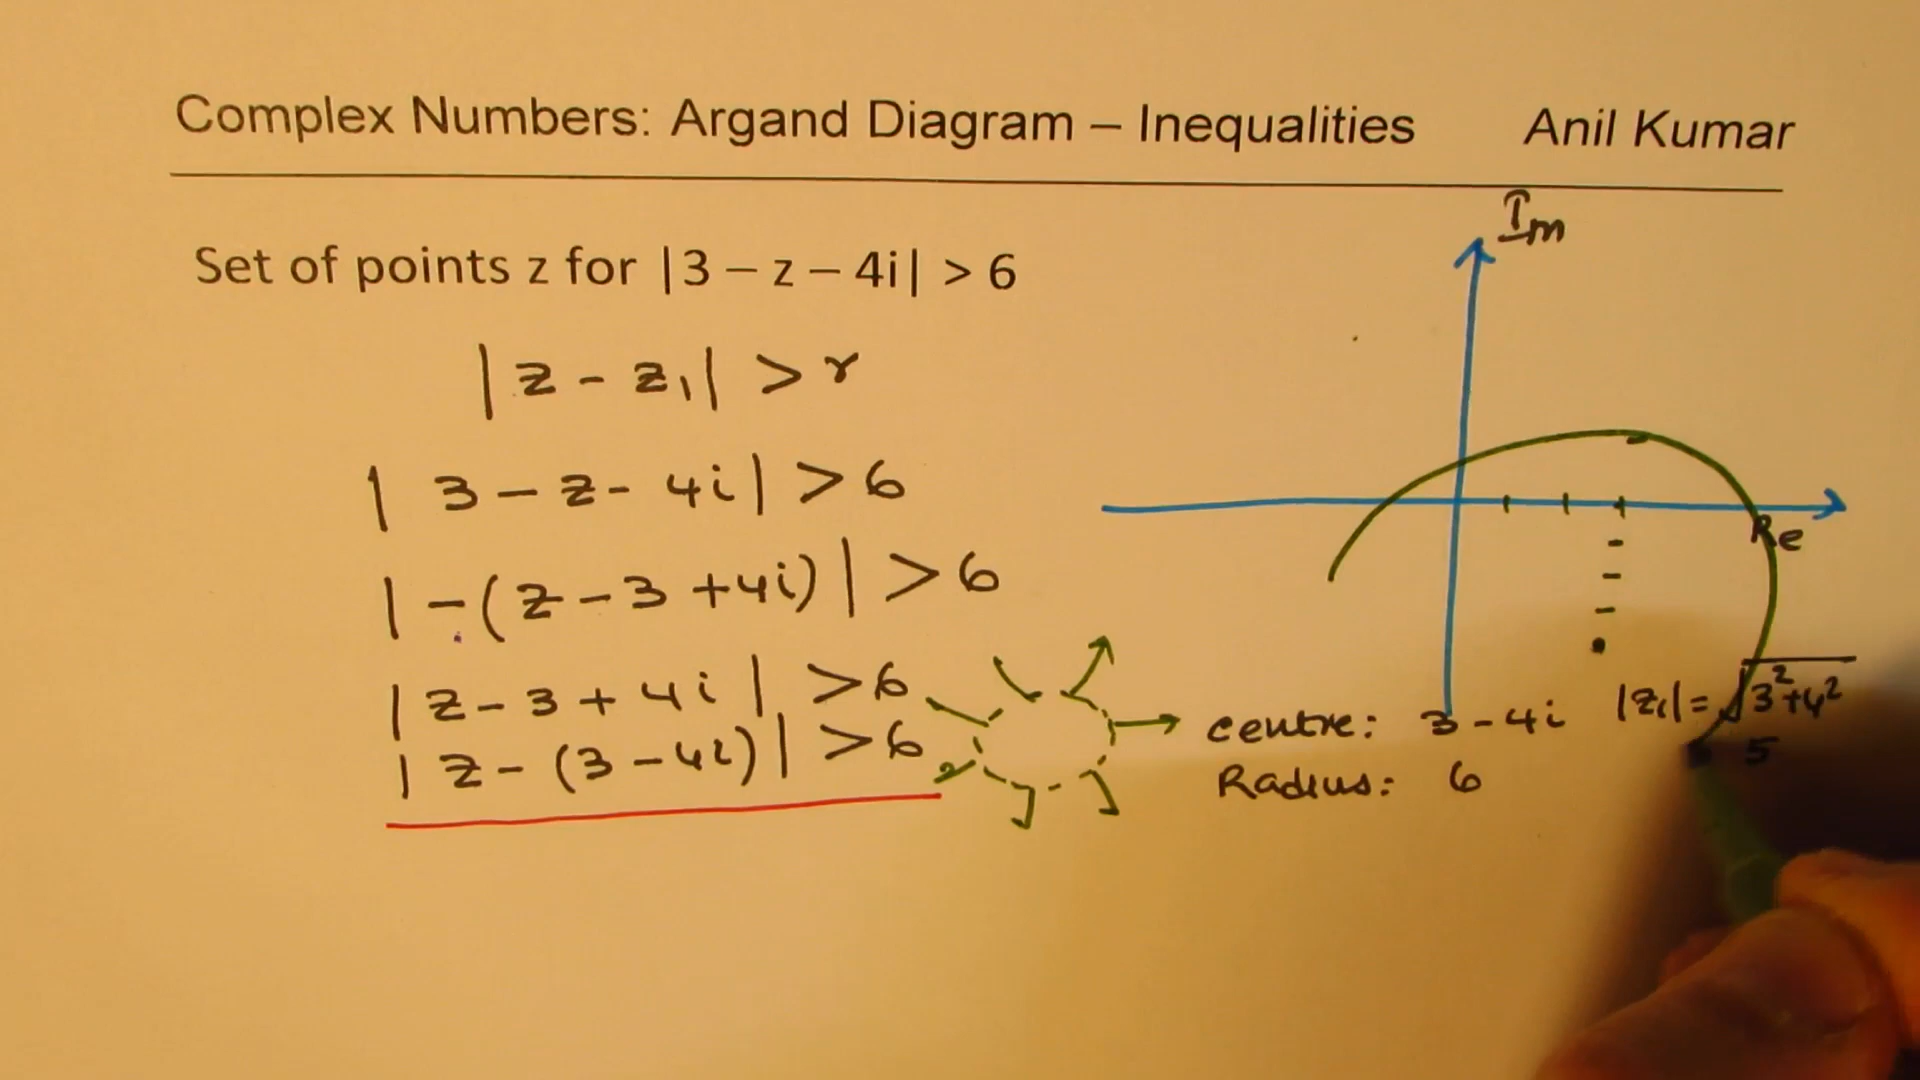 Complex Numbers: Argand Diagram – Inequalities Anil Kumar
Im
Set of points z for |3 – z – 4i| > 6
|z - z₁| > r
| 3 - z - 4i| > 6
Re
|-(z - 3 + 4i)| > 6
|z - 3 + 4i| > 6
|z - (3 - 4i)| > 6
centre: 3 - 4i |z₁| = √3² + 4²
5
Radius: 6